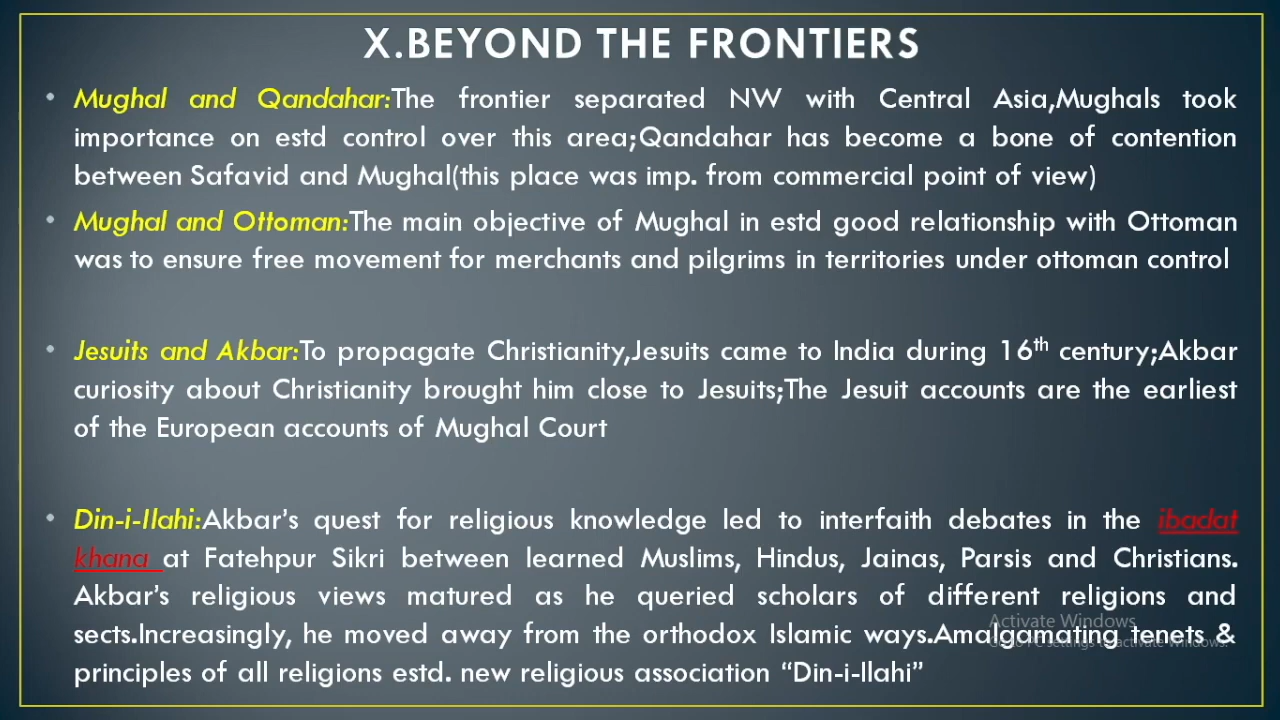 X.BEYOND THE FRONTIERS
• Mughal and Qandahar:The frontier separated NW with Central Asia,Mughals took
importance on estd control over this area;Qandahar has become a bone of contention
between Safavid and Mughal(this place was imp. from commercial point of view)
• Mughal and Ottoman:The main objective of Mughal in estd good relationship with Ottoman
was to ensure free movement for merchants and pilgrims in territories under ottoman control
• Jesuits and Akbar:To propagate Christianity,Jesuits came to India during 16th century;Akbar
curiosity about Christianity brought him close to Jesuits;The Jesuit accounts are the earliest
of the European accounts of Mughal Court
• Din-i-Ilahi:Akbar's quest for religious knowledge led to interfaith debates in the ibadat
khana at Fatehpur Sikri between learned Muslims, Hindus, Jainas, Parsis and Christians.
Akbar's religious views matured as he queried scholars of different religions and
sects.Increasingly, he moved away from the orthodox Islamic ways.Amalgamating tenets &
principles of all religions estd. new religious association "Din-i-Ilahi"
Activate Windows
Go to PC settings to activate Windows.